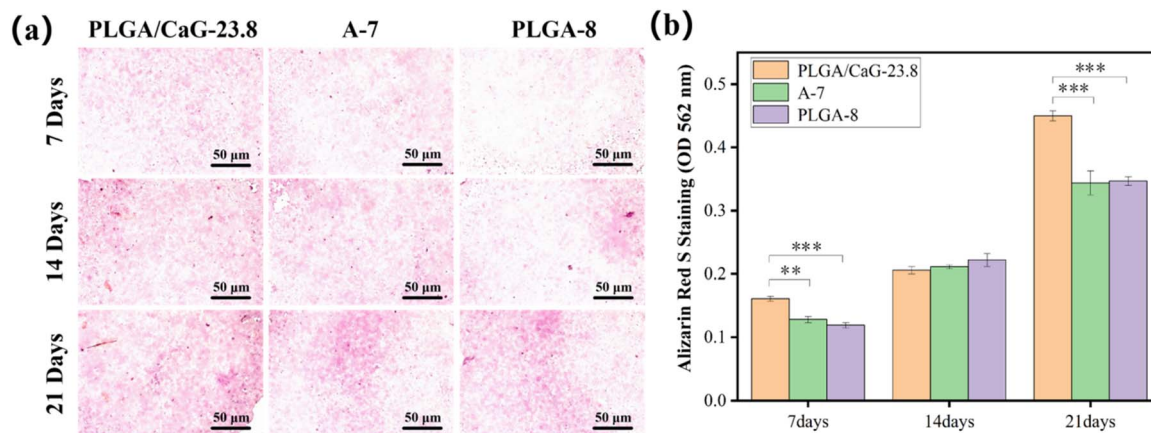 (a)
PLGA/CaG-23.8
A-7
PLGA-8
7 Days
50 μm
50 μm
50 μm
14 Days
50 μm
50 μm
50 μm
21 Days
50 μm
50 μm
50 μm
(b)
Alizarin Red S Staining (OD 562 nm)
0.5
0.4
0.3
0.2
0.1
0.0
PLGA/CaG-23.8
A-7
PLGA-8
***
**
***
***
7days
14days
21days